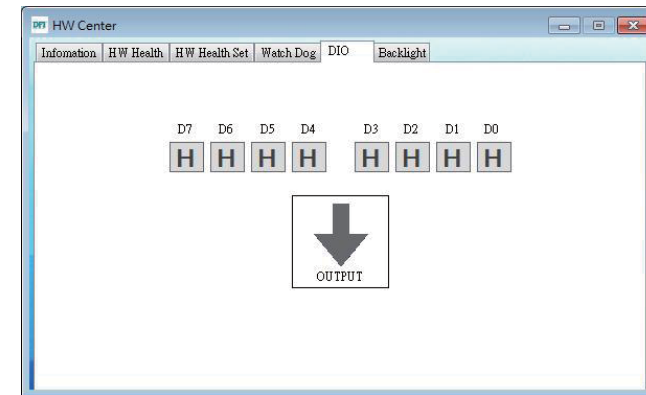 DFI HW Center
Infomation HW Health HW Health Set Watch Dog DIO Backlight
D7 D6 D5 D4 D3 D2 D1 D0
H H H H H H H H
OUTPUT